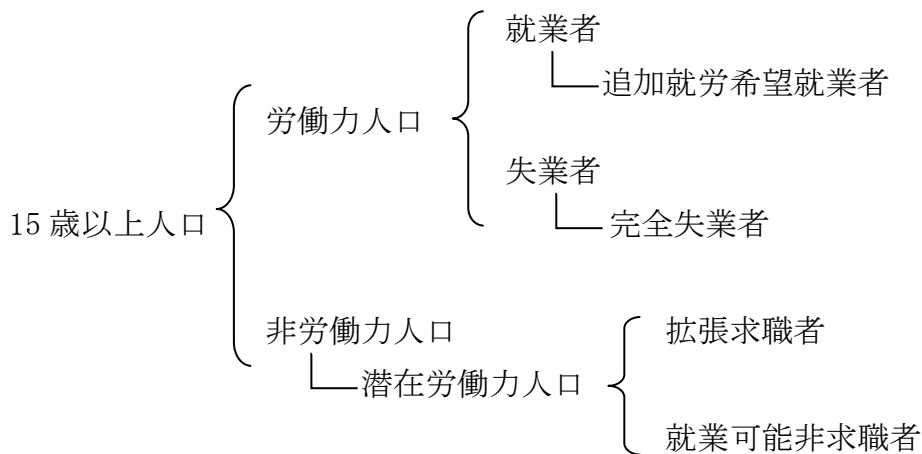 就業者
追加就労希望就業者
労働力人口
失業者
15歳以上人口
完全失業者
非労働力人口
拡張求職者
潜在労働力人口
就業可能非求職者